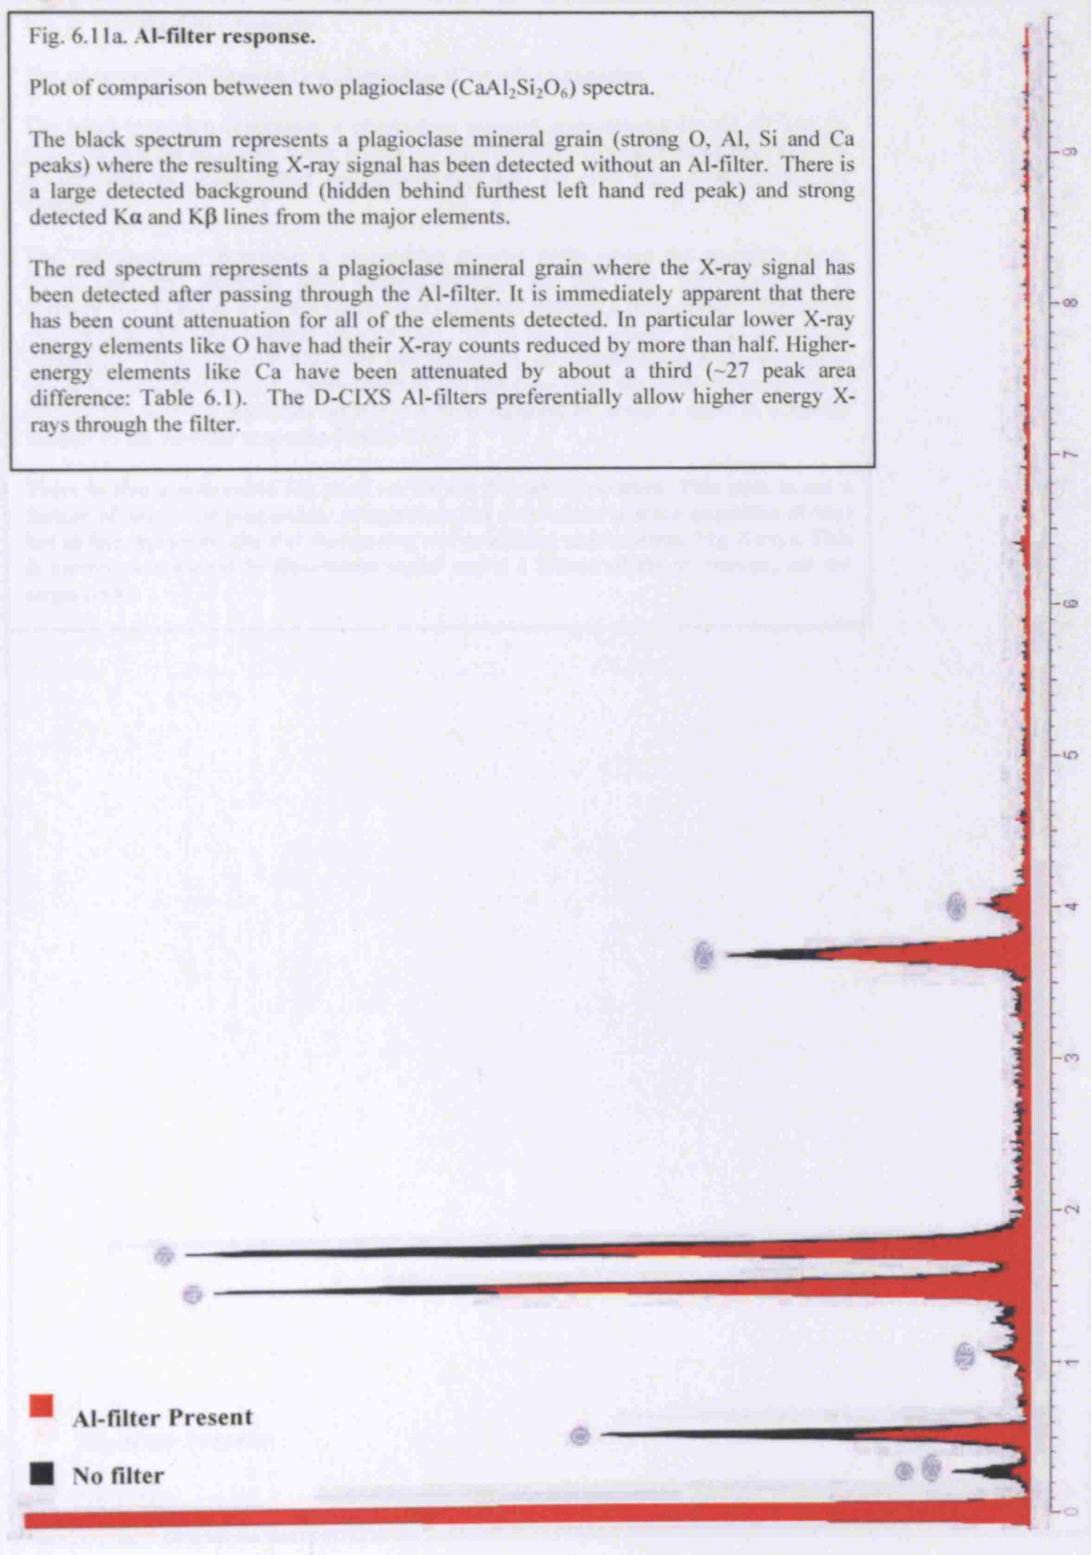 Fig. 6.11a. Al-filter response.
Plot of comparison between two plagioclase (CaAl₂Si₂O₆) spectra.
The black spectrum represents a plagioclase mineral grain (strong O, Al, Si and Ca
peaks) where the resulting X-ray signal has been detected without an Al-filter. There is
a large detected background (hidden behind furthest left hand red peak) and strong
detected Kα and Kβ lines from the major elements.
The red spectrum represents a plagioclase mineral grain where the X-ray signal has
been detected after passing through the Al-filter. It is immediately apparent that there
has been count attenuation for all of the elements detected. In particular lower X-ray
energy elements like O have had their X-ray counts reduced by more than half. Higher-
energy elements like Ca have been attenuated by about a third (~27 peak area
difference: Table 6.1). The D-CIXS Al-filters preferentially allow higher energy X-
rays through the filter.
9
8
7
6
5
4
3
2
1
0
Al-filter Present
No filter